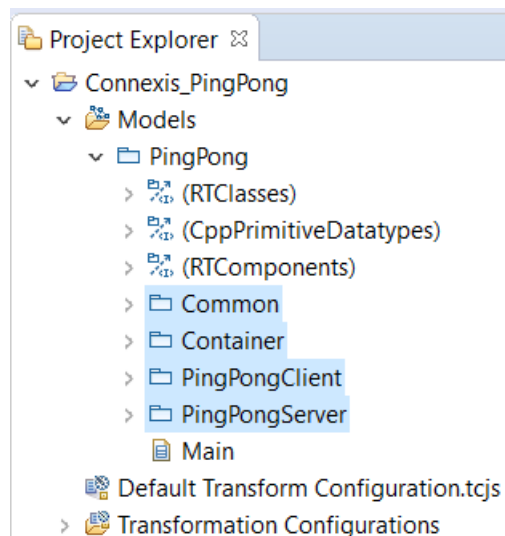 Project Explorer
Connexis_PingPong
Models
PingPong
(RTClasses)
(CppPrimitiveDatatypes)
(RTComponents)
Common
Container
PingPongClient
PingPongServer
Main
Default Transform Configuration.tcjs
Transformation Configurations